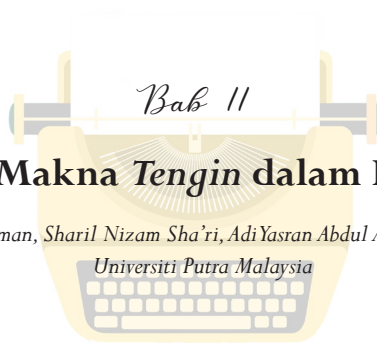 Bab 11
Makna Tengin dalam
man, Sharil Nizam Sha'ri, Adi Yasran Abdul A
Universiti Putra Malaysia